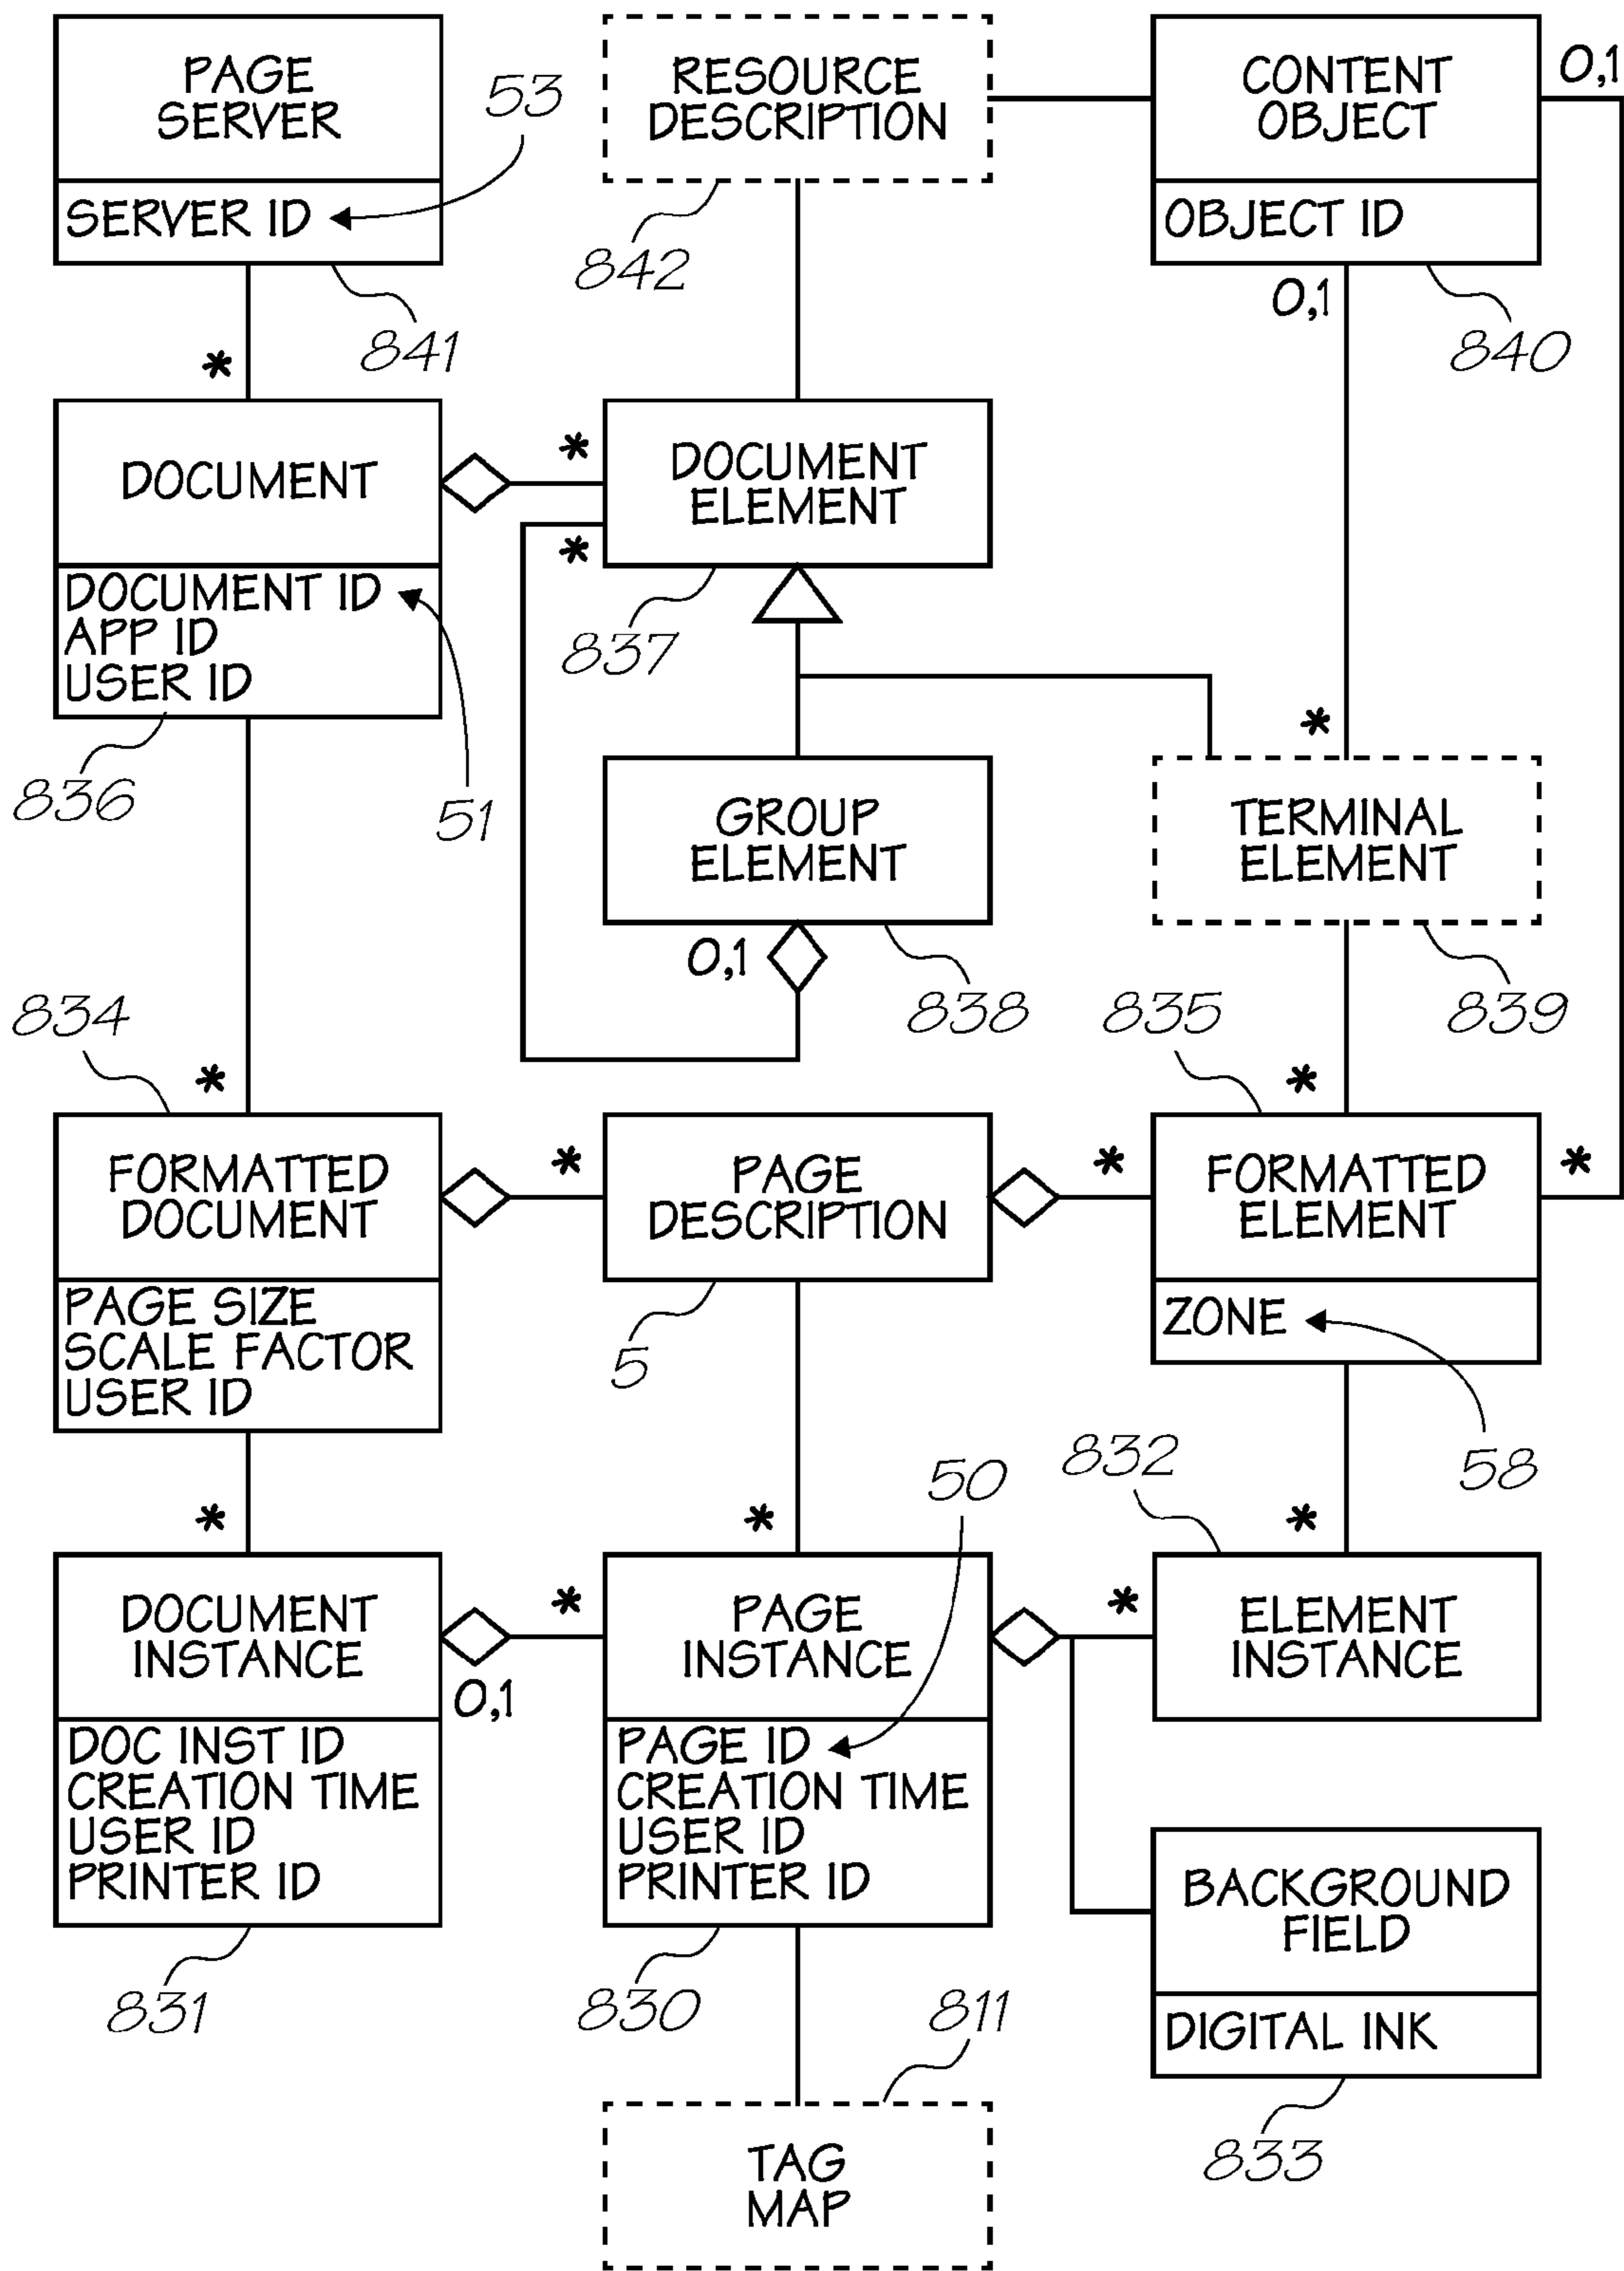 PAGE
SERVER
SERVER ID
53
841
RESOURCE
DESCRIPTION
842
CONTENT
OBJECT
OBJECT ID
0,1
0,1
840
*
DOCUMENT
DOCUMENT ID
APP ID
USER ID
836
51
*
*
DOCUMENT
ELEMENT
837
GROUP
ELEMENT
0,1
838
*
TERMINAL
ELEMENT
839
834
*
FORMATTED
DOCUMENT
PAGE SIZE
SCALE FACTOR
USER ID
*
PAGE
DESCRIPTION
5
835
*
*
*
FORMATTED
ELEMENT
ZONE
58
*
DOCUMENT
INSTANCE
0,1
DOC INST ID
CREATION TIME
USER ID
PRINTER ID
831
*
50
*
PAGE
INSTANCE
PAGE ID
CREATION TIME
USER ID
PRINTER ID
830
832
*
*
ELEMENT
INSTANCE
BACKGROUND
FIELD
DIGITAL INK
833
811
TAG
MAP